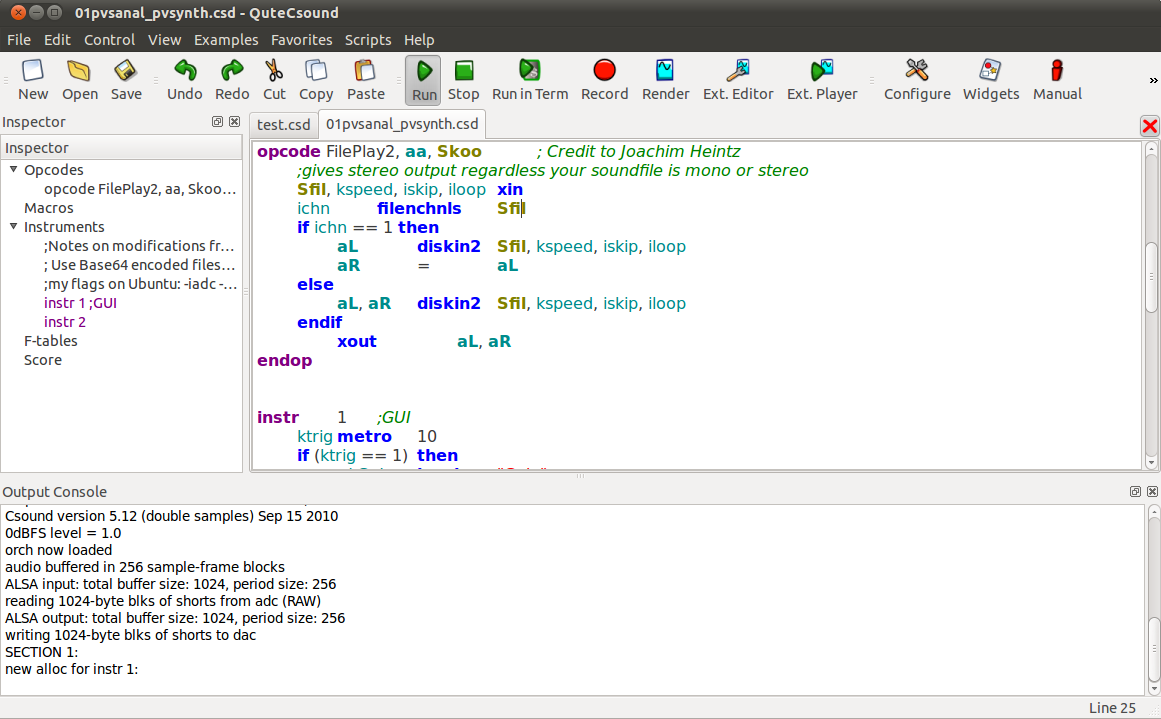 01pvsanal_pvsynth.csd - QuteCsound
File Edit Control View Examples Favorites Scripts Help
New Open Save Undo Redo Cut Copy Paste Run Stop Run in Term Record Render Ext. Editor Ext. Player Configure Widgets Manual
»
Inspector
Inspector
Opcodes
opcode FilePlay2, aa, Skoo...
Macros
Instruments
;Notes on modifications fr...
; Use Base64 encoded files...
;my flags on Ubuntu: -iadc -...
instr 1 ;GUI
instr 2
F-tables
Score
test.csd 01pvsanal_pvsynth.csd
opcode FilePlay2, aa, Skoo ; Credit to Joachim Heintz
;gives stereo output regardless your soundfile is mono or stereo
Sfil, kspeed, iskip, iloop xin
ichn filenchnls Sfil
if ichn == 1 then
aL diskin2 Sfil, kspeed, iskip, iloop
aR = aL
else
aL, aR diskin2 Sfil, kspeed, iskip, iloop
endif
xout aL, aR
endop
instr 1 ;GUI
ktrig metro 10
if (ktrig == 1) then
Output Console
Csound version 5.12 (double samples) Sep 15 2010
0dBFS level = 1.0
orch now loaded
audio buffered in 256 sample-frame blocks
ALSA input: total buffer size: 1024, period size: 256
reading 1024-byte blks of shorts from adc (RAW)
ALSA output: total buffer size: 1024, period size: 256
writing 1024-byte blks of shorts to dac
SECTION 1:
new alloc for instr 1:
Line 25